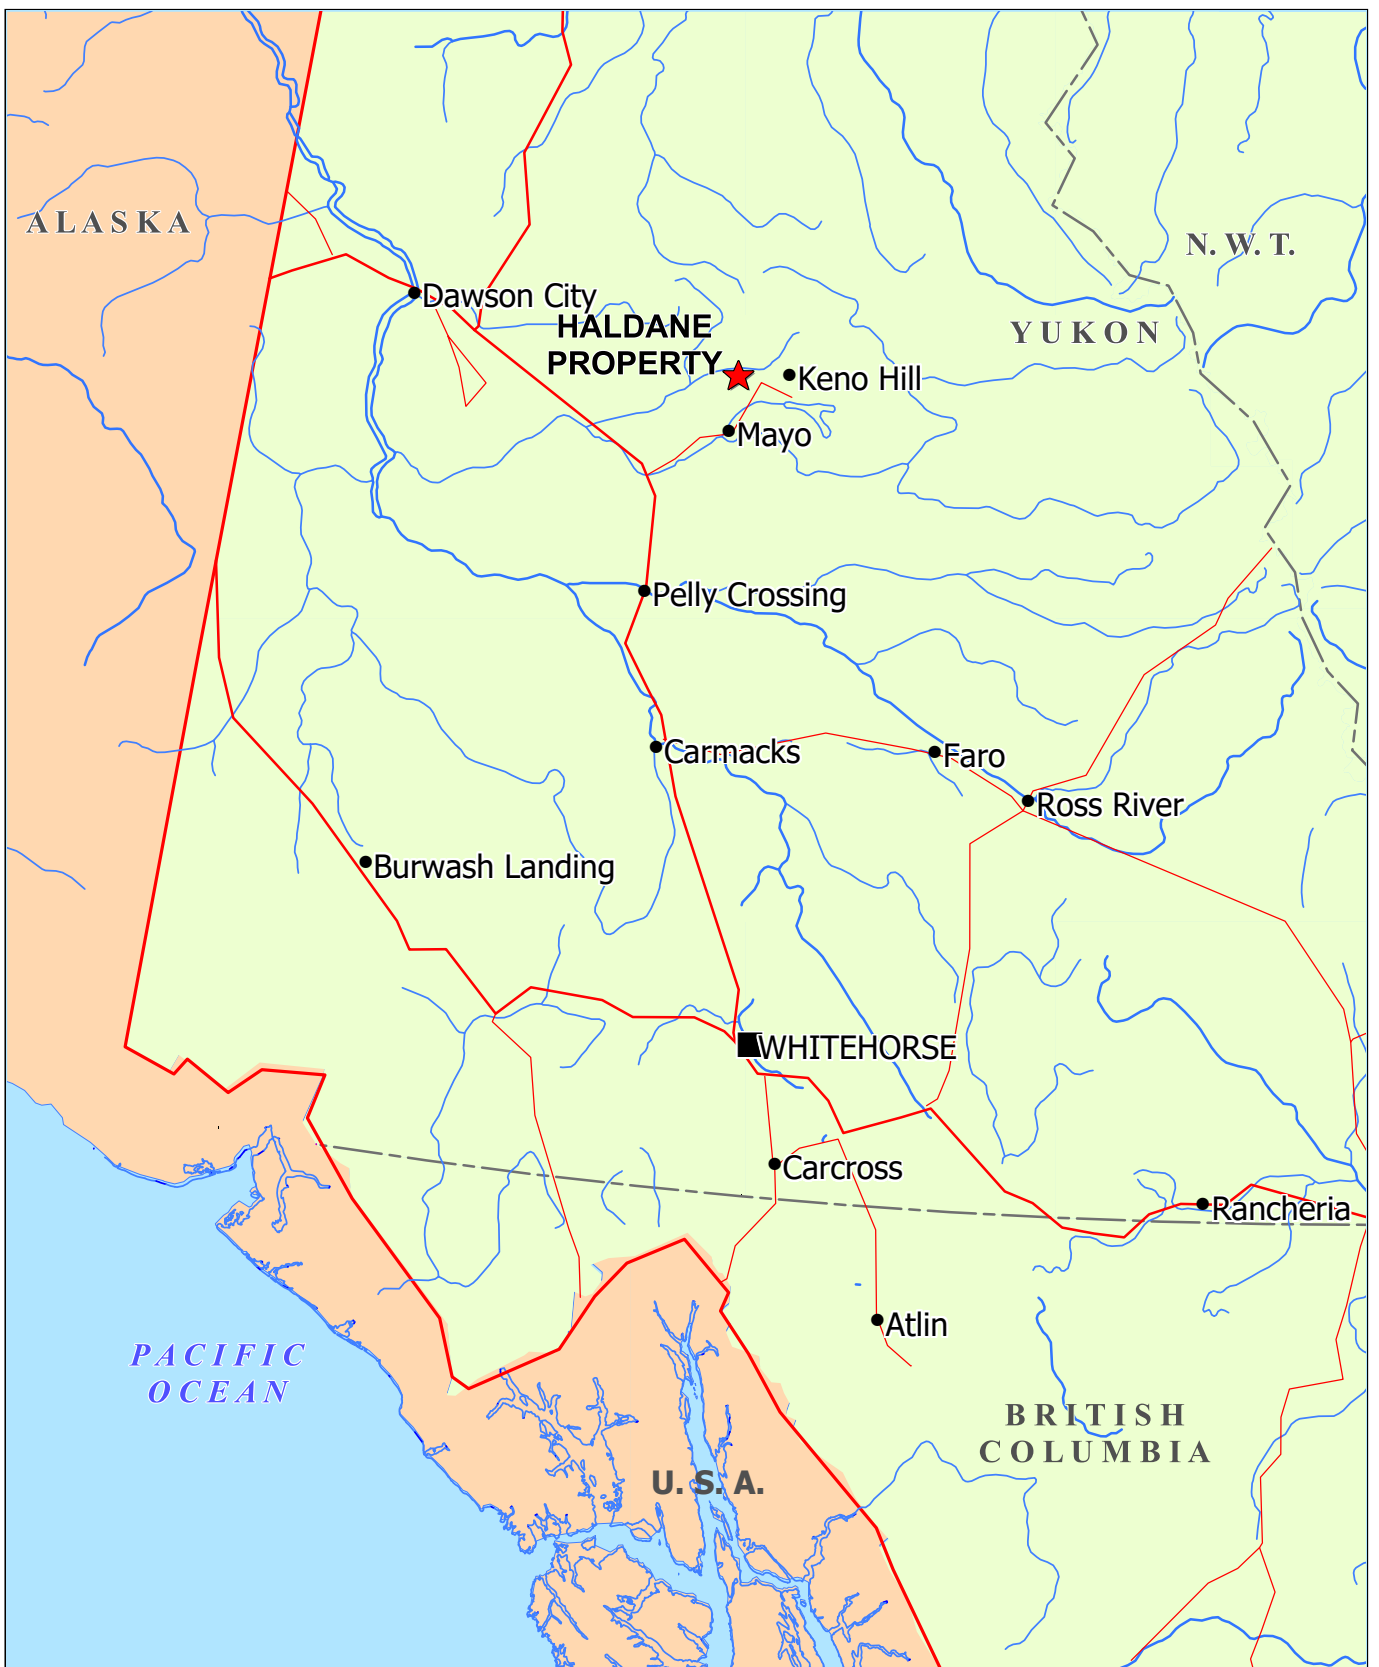 ALASKA
N. W. T.
Dawson City
HALDANE
PROPERTY
YUKON
Keno Hill
Mayo
Pelly Crossing
Carmacks
Faro
Ross River
Burwash Landing
WHITEHORSE
Carcross
Rancheria
Atlin
PACIFIC
OCEAN
BRITISH
COLUMBIA
U. S. A.